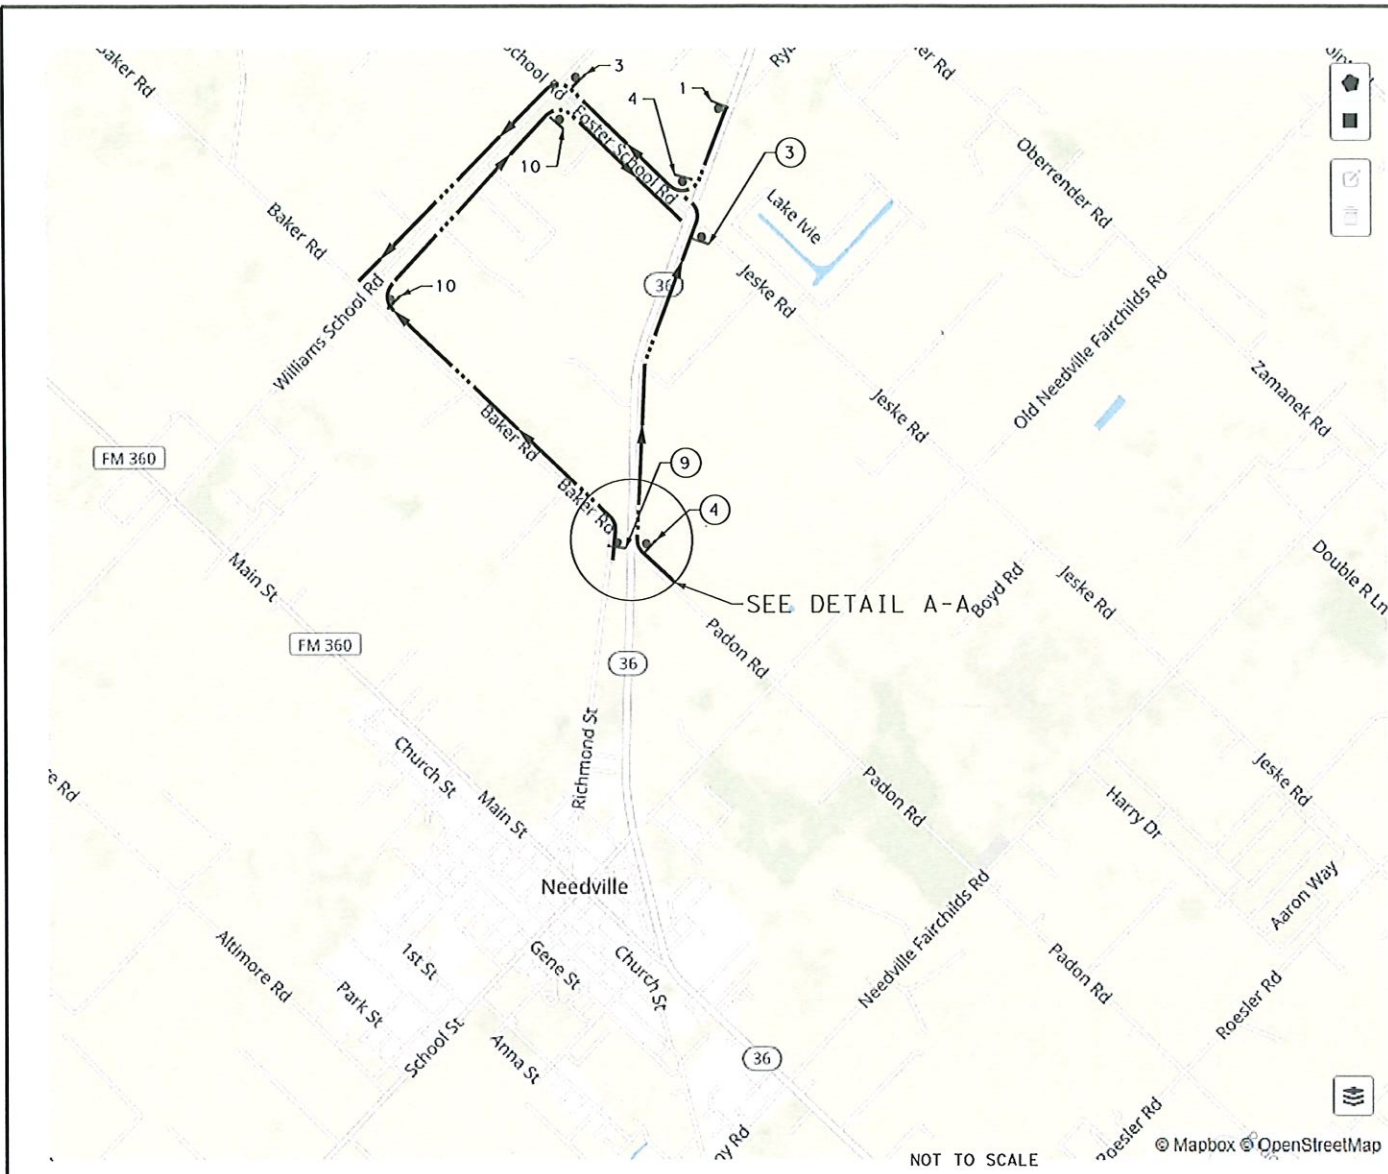 Baker Rd
School Rd
3
4
1
Foster School Rd
10
3
Oberrender Rd
Lake Ivie
Baker Rd
36
10
Jeske Rd
Williams School Rd
Old Needville Fairchilds Rd
Zamanek Rd
Jeske Rd
Baker Rd
FM 360
9
Baker Rd
4
Main St
Double R Ln
Boyd Rd
Jeske Rd
SEE DETAIL A-A
FM 360
Padon Rd
36
Richmond St
Church St
Main St
Jeske Rd
Padon Rd
Harry Dr
Needville
Aaron Way
Needville Fairchilds Rd
Altimore Rd
1st St
Gene St
Church St
Padon Rd
Park St
Roesler Rd
School St
Anna St
36
Roesler Rd
© Mapbox © OpenStreetMap
NOT TO SCALE